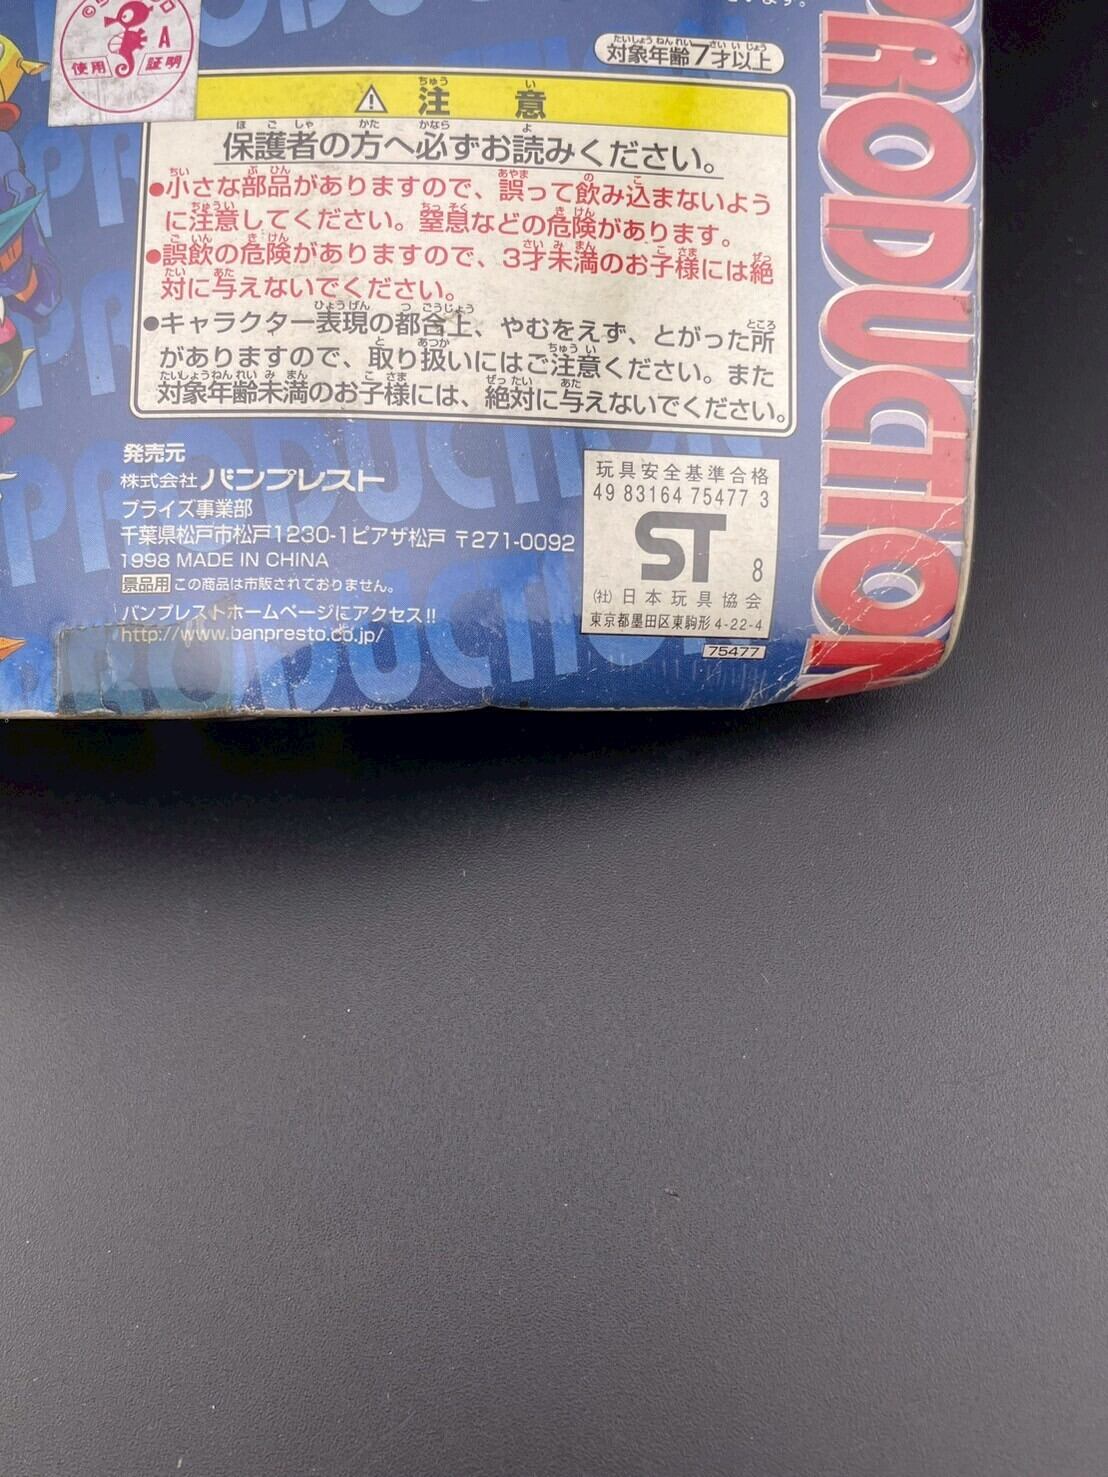 A
使用 証明
対象年齢7才以上
⚠ 注意
保護者の方へ必ずお読みください。
●小さな部品がありますので、誤って飲み込まないよう
に注意してください。窒息などの危険があります。
●誤飲の危険がありますので、3才未満のお子様には絶
対に与えないでください。
●キャラクター表現の都合上、やむをえず、とがった所
がありますので、取り扱いにはご注意ください。また
対象年齢未満のお子様には、絶対に与えないでください。
発売元
株式会社バンプレスト
プライズ事業部
千葉県松戸市松戸1230-1ピアザ松戸 〒271-0092
1998 MADE IN CHINA
景品用 この商品は市販されておりません。
バンプレストホームページにアクセス!!
http://www.banpresto.co.jp/
玩具安全基準合格
49 83164 75477 3
ST 8
(社)日本玩具協会
東京都墨田区東駒形4-22-4
75477
PRODUCTION